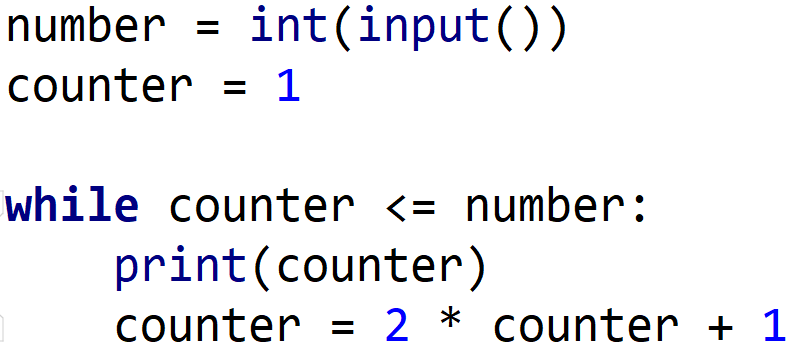 number = int(input())
counter = 1

while counter <= number:
    print(counter)
    counter = 2 * counter + 1